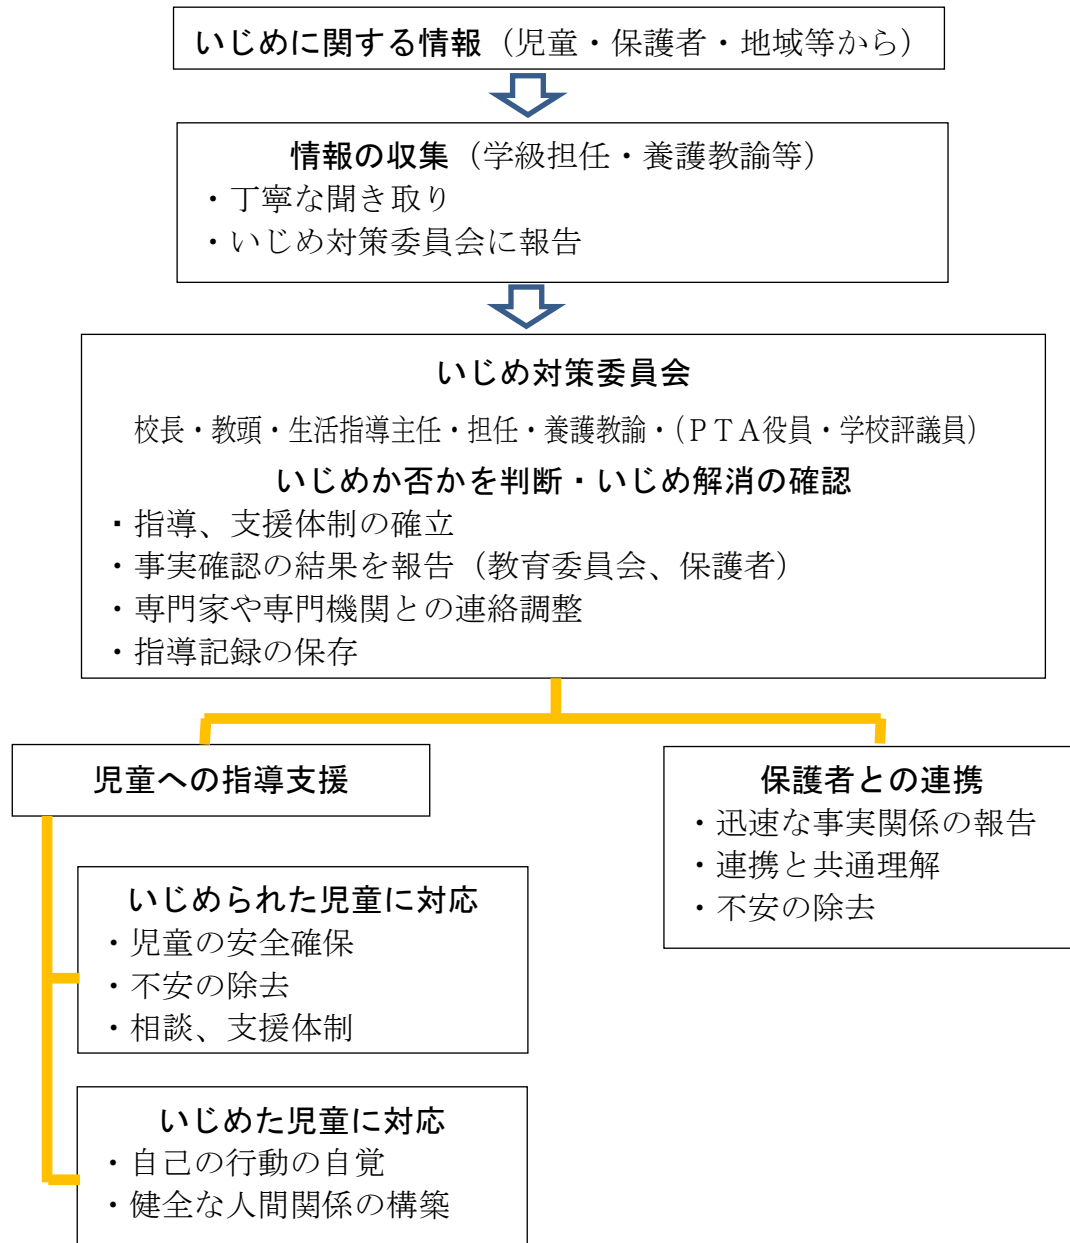 いじめに関する情報（児童・保護者・地域等から）
情報の収集（学級担任・養護教諭等）
・丁寧な聞き取り
・いじめ対策委員会に報告
いじめ対策委員会
校長・教頭・生活指導主任・担任・養護教諭・（ＰＴＡ役員・学校評議員）
いじめか否かを判断・いじめ解消の確認
・指導、支援体制の確立
・事実確認の結果を報告（教育委員会、保護者）
・専門家や専門機関との連絡調整
・指導記録の保存
児童への指導支援
いじめられた児童に対応
・児童の安全確保
・不安の除去
・相談、支援体制
いじめた児童に対応
・自己の行動の自覚
・健全な人間関係の構築
保護者との連携
・迅速な事実関係の報告
・連携と共通理解
・不安の除去